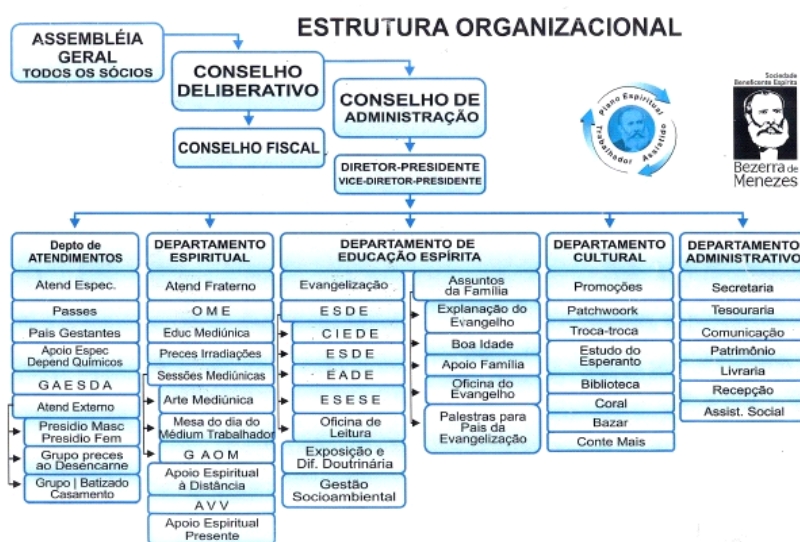 ESTRUTURA ORGANIZACIONAL
ASSEMBLÉIA
GERAL
TODOS OS SÓCIOS
CONSELHO
DELIBERATIVO
CONSELHO DE
ADMINISTRAÇÃO
CONSELHO FISCAL
DIRETOR-PRESIDENTE
VICE-DIRETOR-PRESIDENTE
Plano Espiritual
Assistido
Trabalhador
Sociedade
Beneficente Espírita
Bezerra de
Menezes
Depto de
ATENDIMENTOS
Atend Espec.
Passes
Pais Gestantes
Apoio Espec
Depend Químicos
G A E S D A
Atend Externo
Presidio Masc
Presidio Fem
Grupo preces
ao Desencarne
Grupo | Batizado
Casamento
DEPARTAMENTO
ESPIRITUAL
Atend Fraterno
O M E
Educ Mediúnica
Preces Irradiações
Sessões Mediúnicas
Arte Mediúnica
Mesa do dia do
Médium Trabalhador
G A O M
Apoio Espiritual
à Distância
A V V
Apoio Espiritual
Presente
DEPARTAMENTO DE
EDUCAÇÃO ESPÍRITA
Evangelização
E S D E
C I E D E
E S D E
E A D E
E S E S E
Oficina de
Leitura
Exposição e
Dif. Doutrinária
Gestão
Socioambiental
Assuntos
da Família
Explanação do
Evangelho
Boa Idade
Apoio Família
Oficina do
Evangelho
Palestras para
Pais da
Evangelização
DEPARTAMENTO
CULTURAL
Promoções
Patchwoork
Troca-troca
Estudo do
Esperanto
Biblioteca
Coral
Bazar
Conte Mais
DEPARTAMENTO
ADMINISTRATIVO
Secretaria
Tesouraria
Comunicação
Patrimônio
Livraria
Recepção
Assist. Social